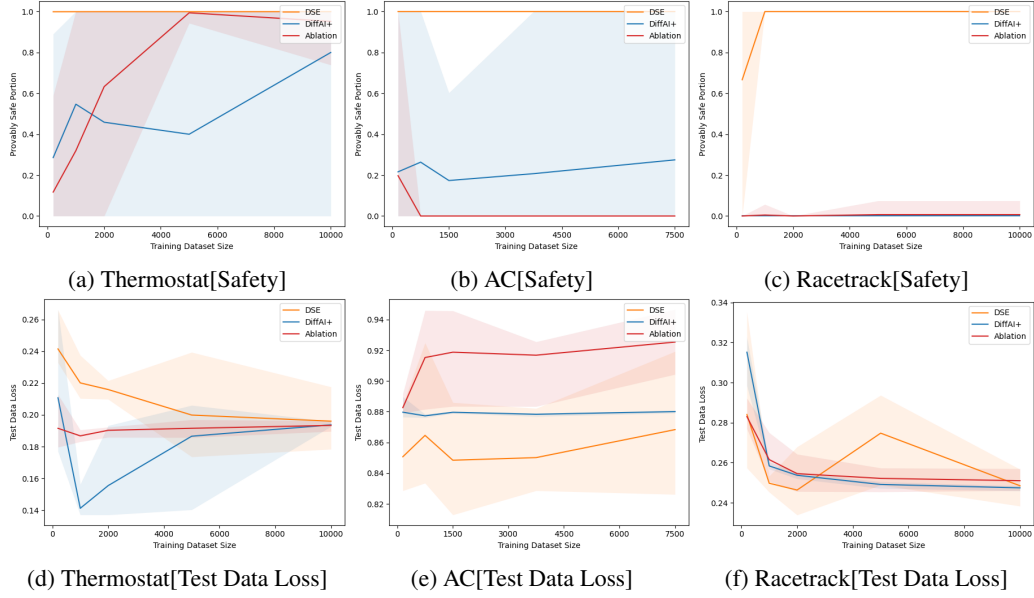 DSE
DiffAI+
Ablation
Provably Safe Portion
1.0
0.8
0.6
0.4
0.2
0.0
0 2000 4000 6000 8000 10000
Training Dataset Size
(a) Thermostat[Safety]
DSE
DiffAI+
Ablation
Provably Safe Portion
1.0
0.8
0.6
0.4
0.2
0.0
0 1500 3000 4500 6000 7500
Training Dataset Size
(b) AC[Safety]
DSE
DiffAI+
Ablation
Provably Safe Portion
1.0
0.8
0.6
0.4
0.2
0.0
0 2000 4000 6000 8000 10000
Training Dataset Size
(c) Racetrack[Safety]
DSE
DiffAI+
Ablation
Test Data Loss
0.26
0.24
0.22
0.20
0.18
0.16
0.14
0 2000 4000 6000 8000 10000
Training Dataset Size
(d) Thermostat[Test Data Loss]
DSE
DiffAI+
Ablation
Test Data Loss
0.94
0.92
0.90
0.88
0.86
0.84
0.82
0 1500 3000 4500 6000 7500
Training Dataset Size
(e) AC[Test Data Loss]
DSE
DiffAI+
Ablation
Test Data Loss
0.34
0.32
0.30
0.28
0.26
0.24
0 2000 4000 6000 8000 10000
Training Dataset Size
(f) Racetrack[Test Data Loss]